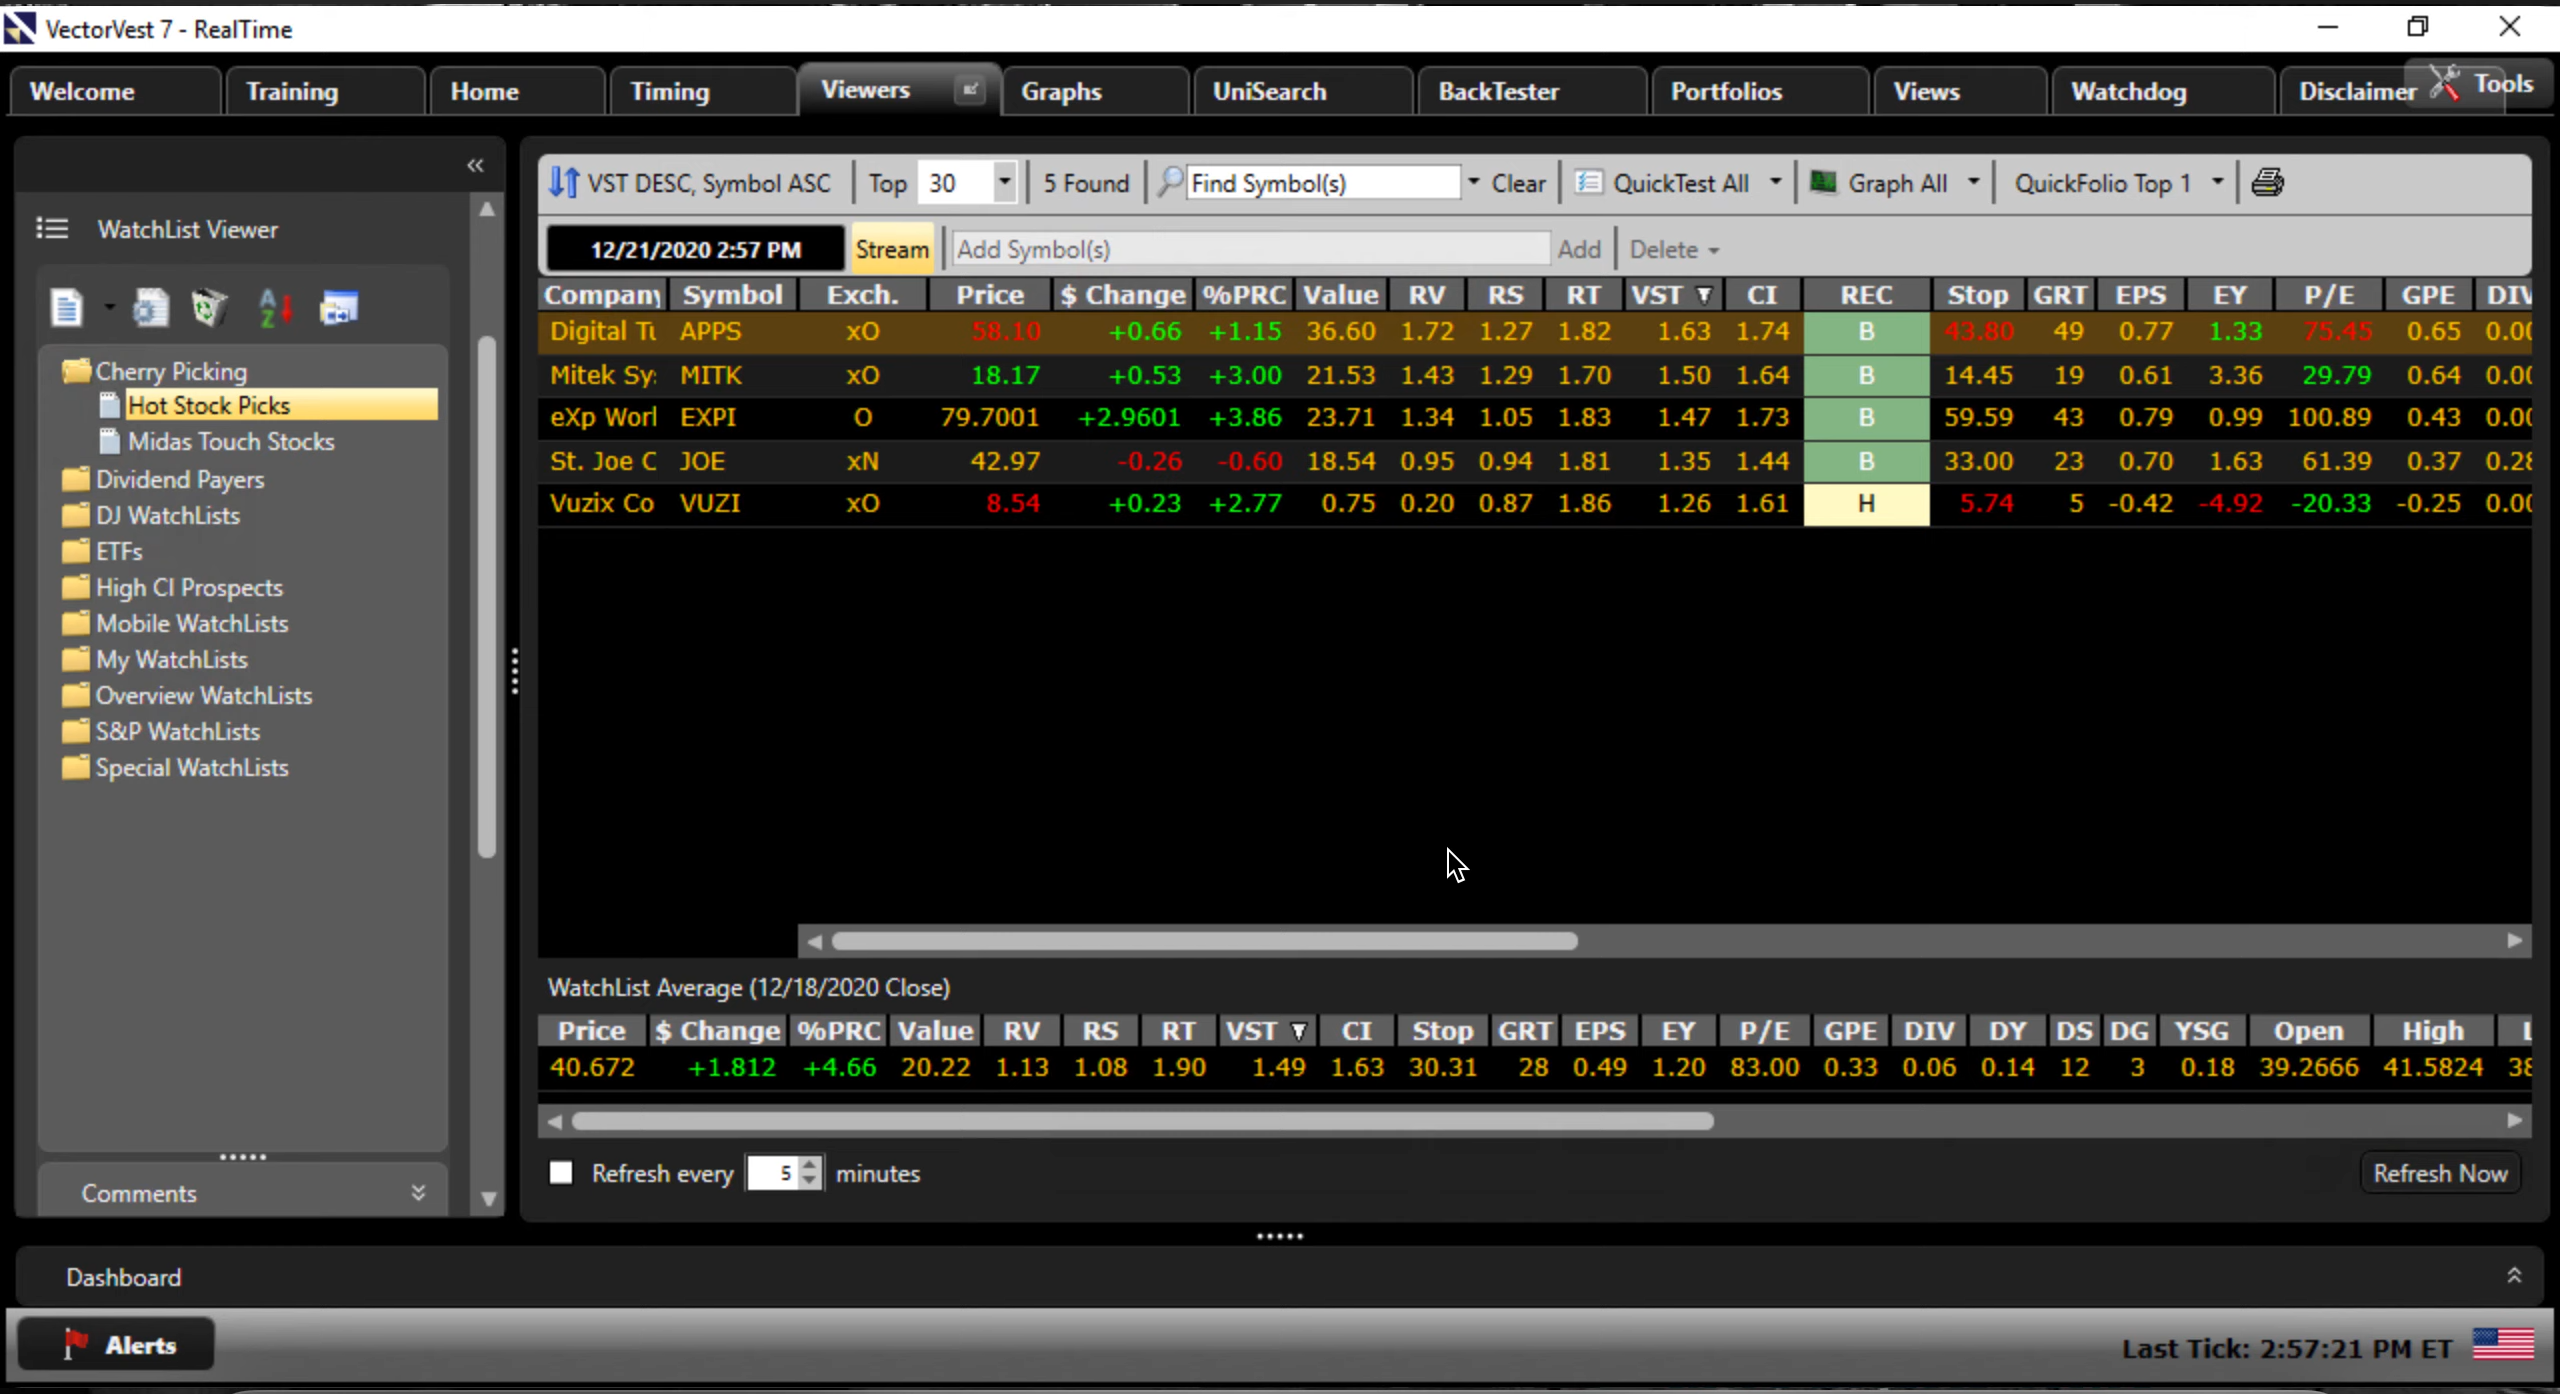 VectorVest 7 - RealTime
Welcome Training Home Timing Viewers Graphs UniSearch BackTester Portfolios Views Watchdog Disclaimer Tools
VST DESC, Symbol ASC Top 30 5 Found Find Symbol(s) Clear QuickTest All Graph All QuickFolio Top 1
12/21/2020 2:57 PM Stream Add Symbol(s) Add Delete
WatchList Viewer
Cherry Picking
Hot Stock Picks
Midas Touch Stocks
Dividend Payers
DJ WatchLists
ETFs
High CI Prospects
Mobile WatchLists
My WatchLists
Overview WatchLists
S&P WatchLists
Special WatchLists
Comments
Company Symbol Exch. Price $ Change %PRC Value RV RS RT VST CI REC Stop GRT EPS EY P/E GPE DIV
Digital Tu APPS xO 58.10 +0.66 +1.15 36.60 1.72 1.27 1.82 1.63 1.74 B 43.80 49 0.77 1.33 75.45 0.65 0.00
Mitek Sy: MITK xO 18.17 +0.53 +3.00 21.53 1.43 1.29 1.70 1.50 1.64 B 14.45 19 0.61 3.36 29.79 0.64 0.00
eXp Worl EXPI O 79.7001 +2.9601 +3.86 23.71 1.34 1.05 1.83 1.47 1.73 B 59.59 43 0.79 0.99 100.89 0.43 0.00
St. Joe C JOE xN 42.97 -0.26 -0.60 18.54 0.95 0.94 1.81 1.35 1.44 B 33.00 23 0.70 1.63 61.39 0.37 0.28
Vuzix Co VUZI xO 8.54 +0.23 +2.77 0.75 0.20 0.87 1.86 1.26 1.61 H 5.74 5 -0.42 -4.92 -20.33 -0.25 0.00
WatchList Average (12/18/2020 Close)
Price $ Change %PRC Value RV RS RT VST CI Stop GRT EPS EY P/E GPE DIV DY DS DG YSG Open High L
40.672 +1.812 +4.66 20.22 1.13 1.08 1.90 1.49 1.63 30.31 28 0.49 1.20 83.00 0.33 0.06 0.14 12 3 0.18 39.2666 41.5824 38
Refresh every 5 minutes Refresh Now
Dashboard
Alerts Last Tick: 2:57:21 PM ET